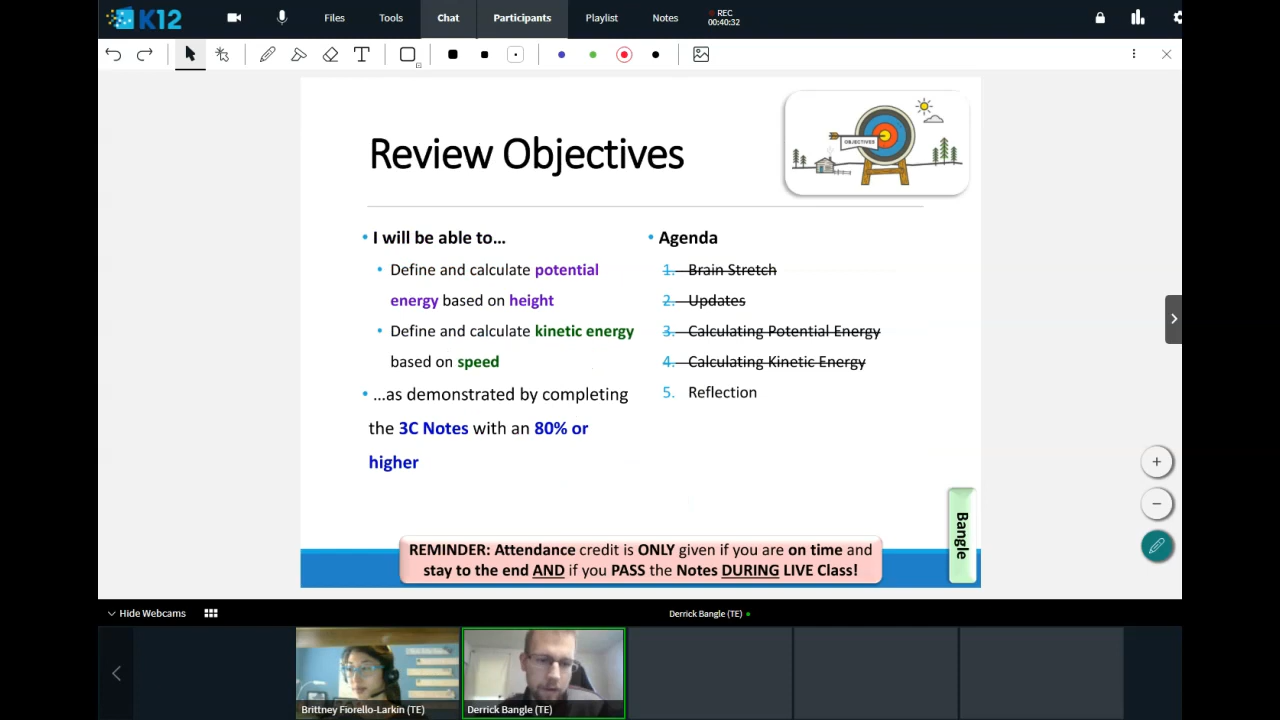 K12
Files
Tools
Chat
Participants
Playlist
Notes
REC
00:40:32
T
Review Objectives
OBJECTIVES
• I will be able to…
• Define and calculate potential
energy based on height
• Define and calculate kinetic energy
based on speed
• …as demonstrated by completing
the 3C Notes with an 80% or
higher
• Agenda
1. Brain Stretch
2. Updates
3. Calculating Potential Energy
4. Calculating Kinetic Energy
5. Reflection
Bangle
REMINDER: Attendance credit is ONLY given if you are on time and
stay to the end AND if you PASS the Notes DURING LIVE Class!
Hide Webcams
Derrick Bangle (TE)
Brittney Fiorello-Larkin (TE)
Derrick Bangle (TE)